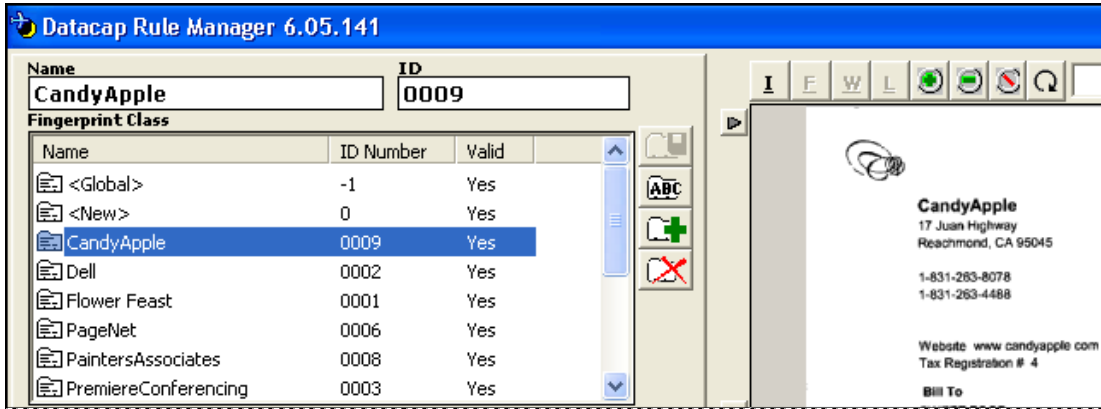 Datacap Rule Manager 6.05.141
Name ID
CandyApple 0009
Fingerprint Class
Name ID Number Valid
<Global> -1 Yes
<New> 0 Yes
CandyApple 0009 Yes
Dell 0002 Yes
Flower Feast 0001 Yes
PageNet 0006 Yes
PaintersAssociates 0008 Yes
PremiereConferencing 0003 Yes
ABC
I F W L
CandyApple
17 Juan Highway
Reachmond, CA 95045
1-831-263-8078
1-831-263-4488
Website www candyapple com
Tax Registration # 4
Bill To